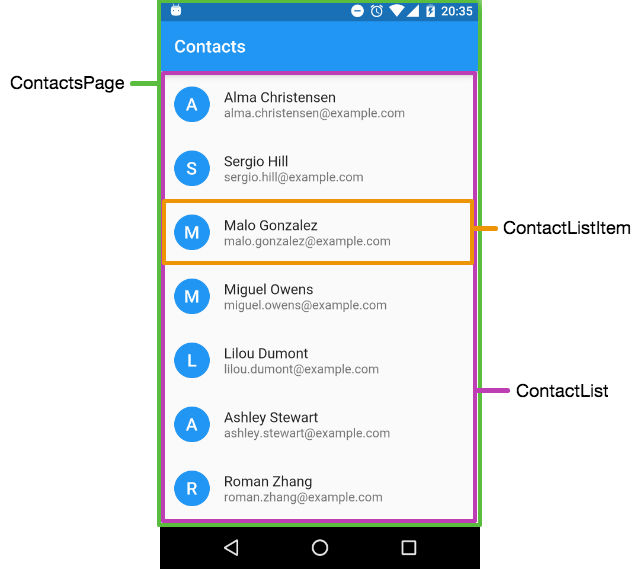 20:35
Contacts
ContactsPage
A
Alma Christensen
alma.christensen@example.com
S
Sergio Hill
sergio.hill@example.com
M
Malo Gonzalez
malo.gonzalez@example.com
ContactListItem
M
Miguel Owens
miguel.owens@example.com
L
Lilou Dumont
lilou.dumont@example.com
ContactList
A
Ashley Stewart
ashley.stewart@example.com
R
Roman Zhang
roman.zhang@example.com